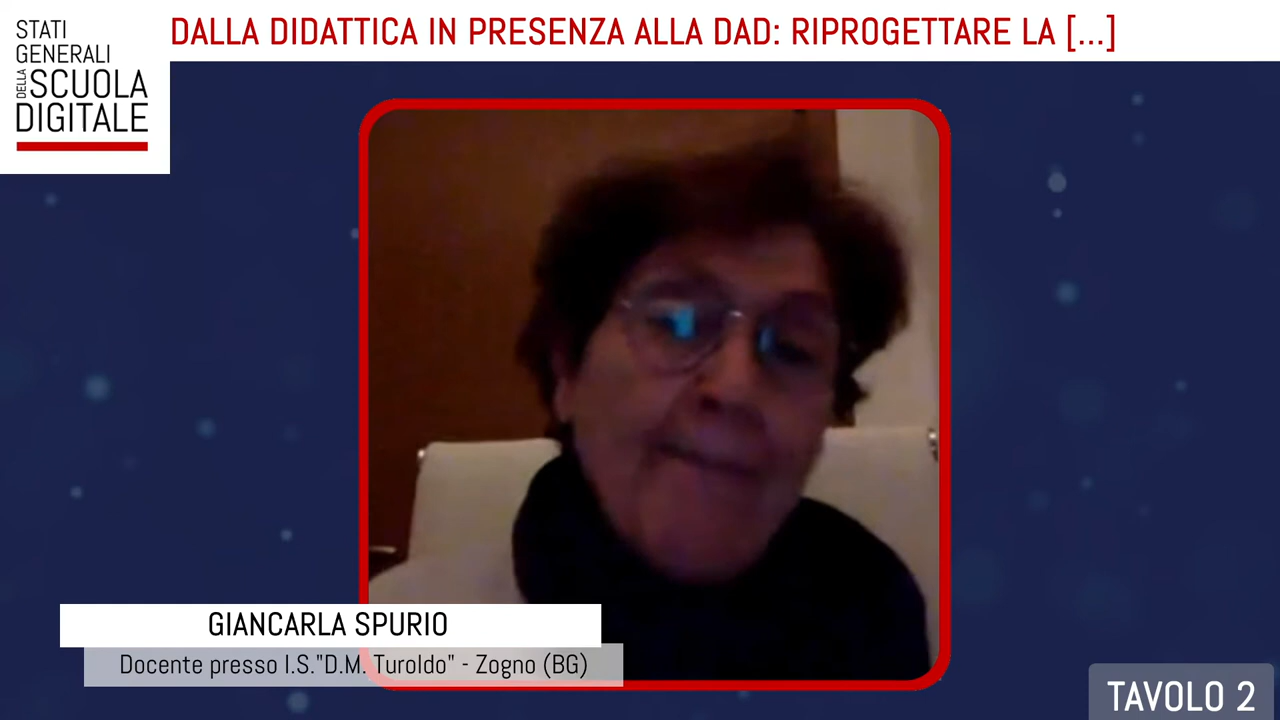 STATI
GENERALI
DELLA SCUOLA
DIGITALE
DALLA DIDATTICA IN PRESENZA ALLA DAD: RIPROGETTARE LA [...]
GIANCARLA SPURIO
Docente presso I.S."D.M. Turoldo" - Zogno (BG)
TAVOLO 2